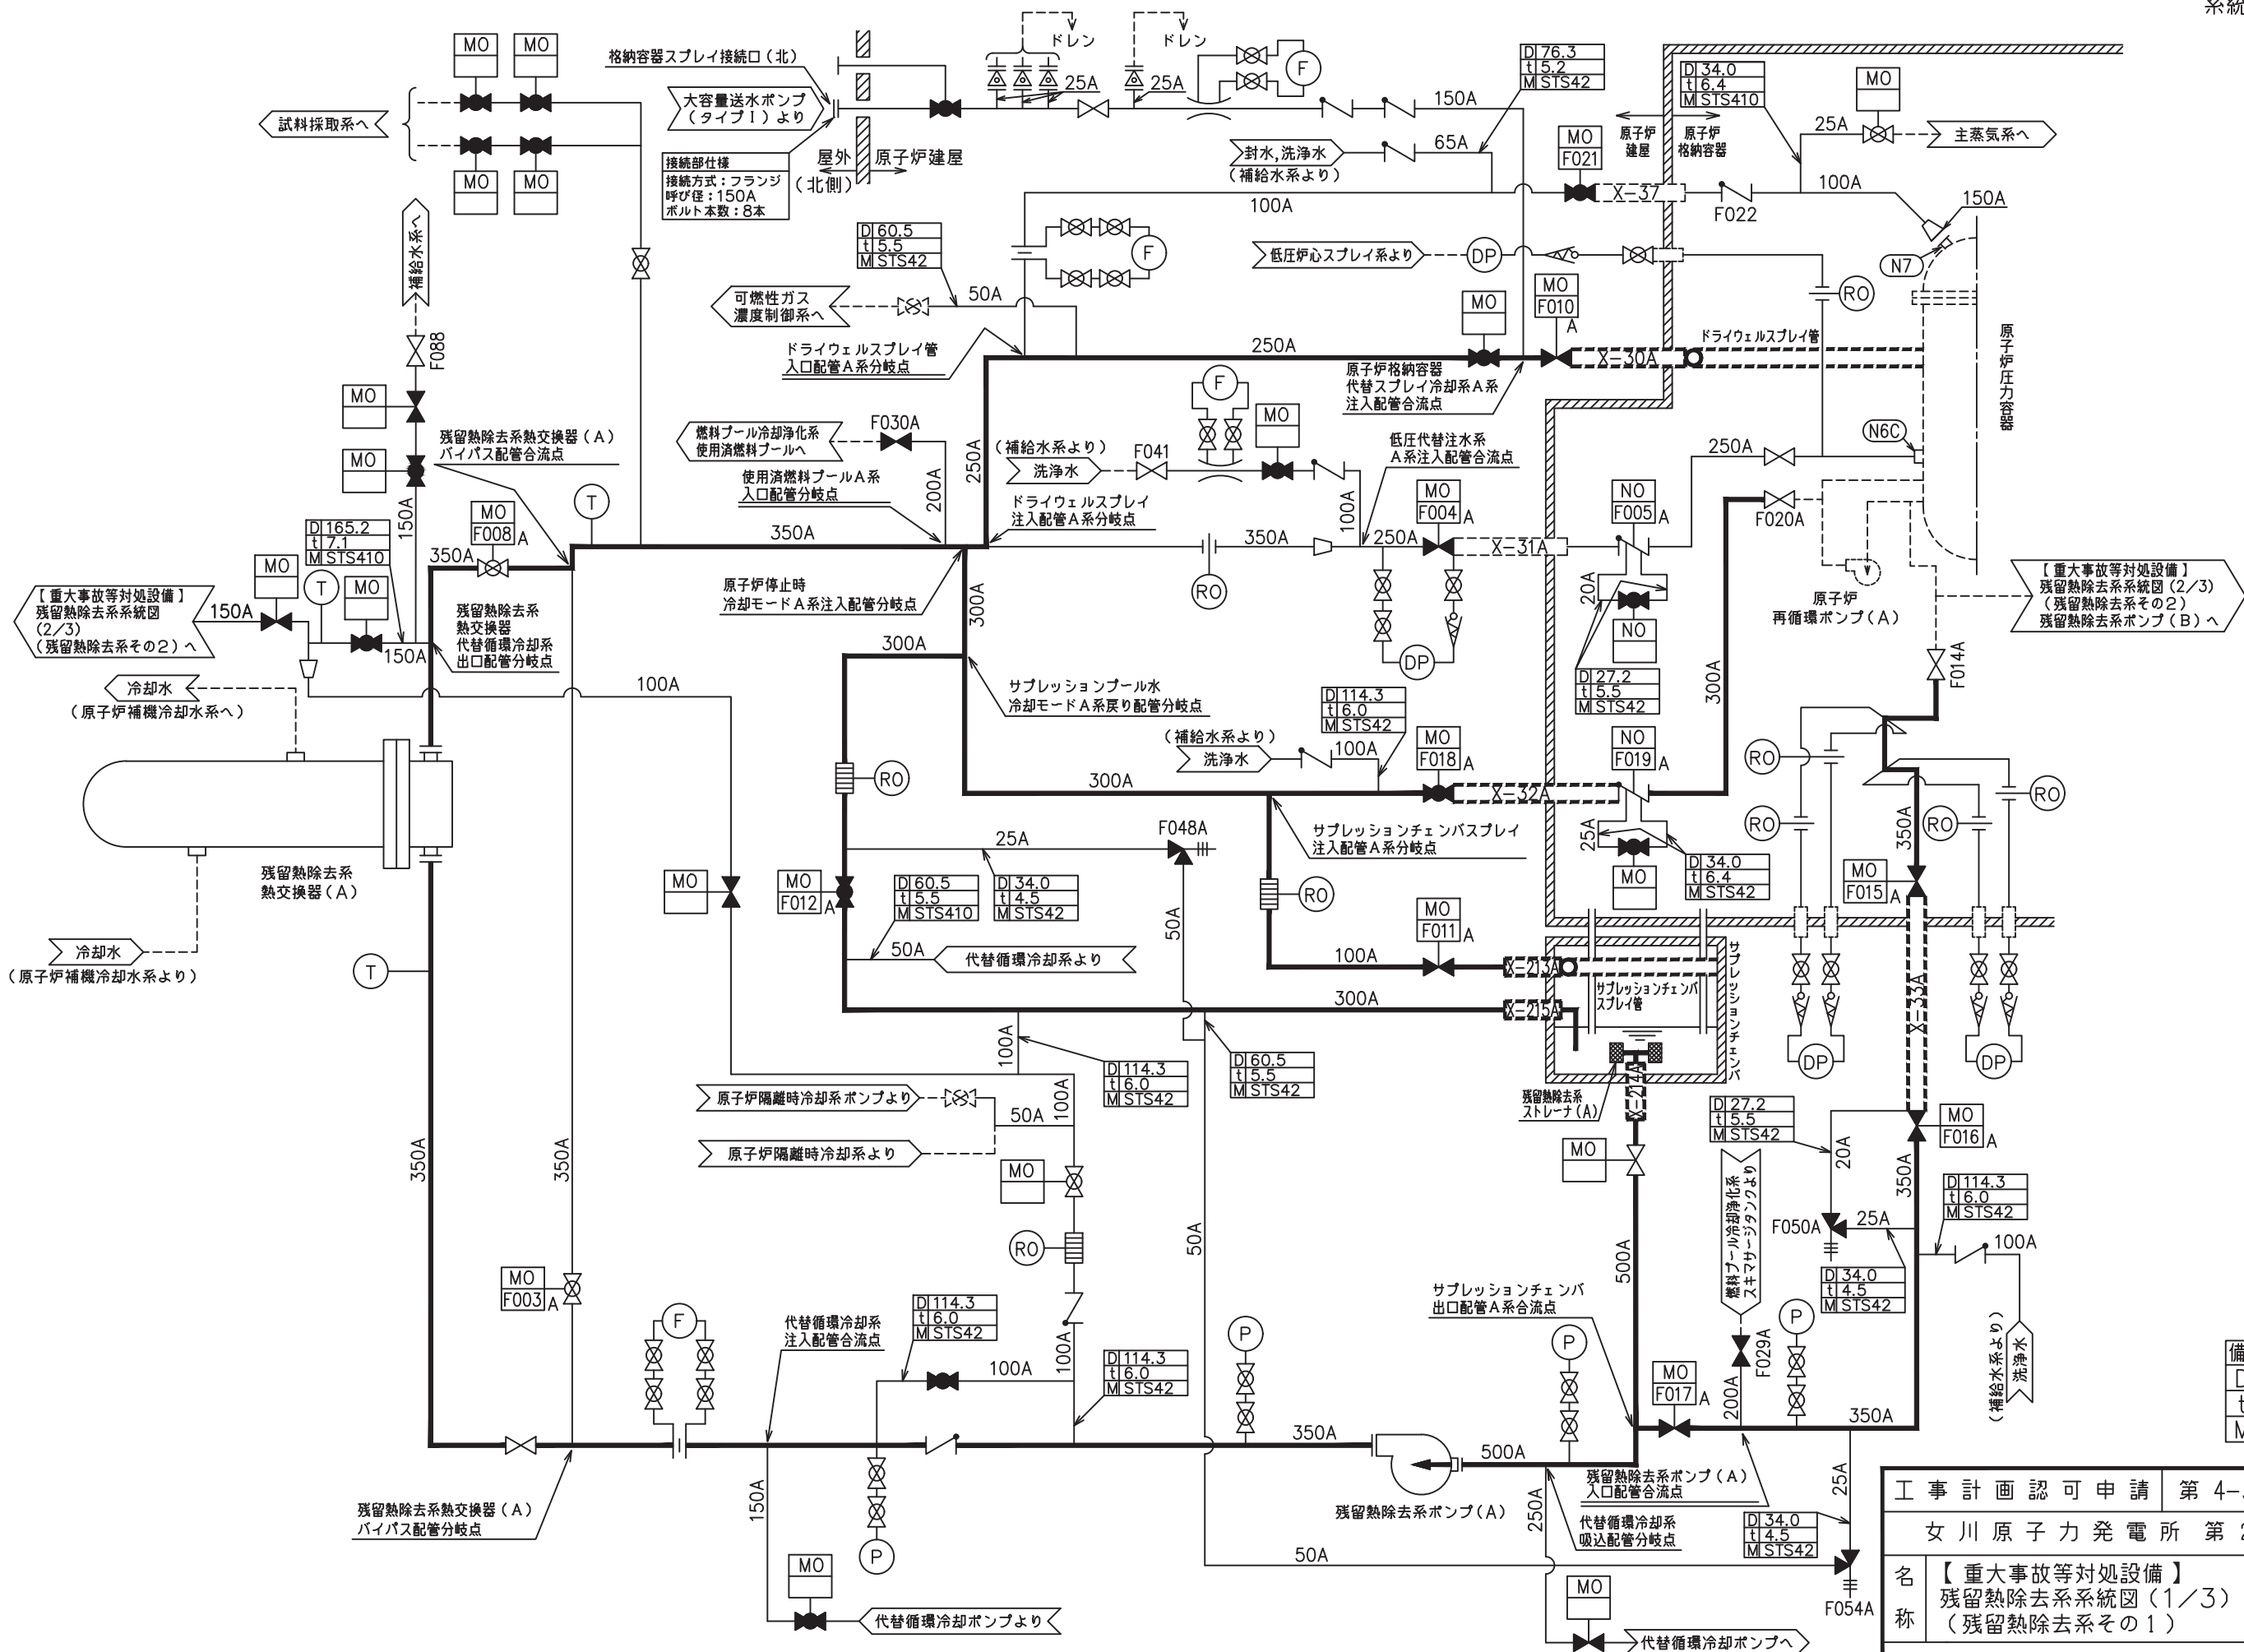 系統
MO
MO
試料採取系へ
MO
MO
格納容器スプレイ接続口(北)
大容量送水ポンプ
(タイプⅠ)より
接続部仕様
接続方式:フランジ
呼び径:150A
ボルト本数:8本
屋外
(北側)
原子炉建屋
ドレン
ドレン
25A
25A
F
150A
D 76.3
t 5.2
M STS42
封水,洗浄水
(補給水系より)
65A
MO
F021
原子炉
建屋
原子炉
格納容器
D 34.0
t 6.4
M STS410
MO
25A
主蒸気系へ
100A
X-37
F022
100A
150A
N7
補給水系へ
F088
D 60.5
t 5.5
M STS42
F
低圧炉心スプレイ系より
DP
RO
可燃性ガス
濃度制御系へ
50A
MO
MO
F010
A
ドライウェルスプレイ管
入口配管A系分岐点
250A
X-30A
ドライウェルスプレイ管
原子炉圧力容器
原子炉格納容器
代替スプレイ冷却系A系
注入配管合流点
MO
MO
150A
残留熱除去系熱交換器(A)
バイパス配管合流点
燃料プール冷却浄化系
使用済燃料プールへ
F030A
200A
250A
使用済燃料プールA系
入口配管分岐点
(補給水系より)
洗浄水
F041
F
MO
100A
低圧代替注水系
A系注入配管合流点
ドライウェルスプレイ
注入配管A系分岐点
N6C
250A
T
MO
F008
A
350A
350A
350A
RO
250A
MO
F004
A
X-31A
NO
F005
A
F020A
D 165.2
t 7.1
M STS410
MO
T
MO
【重大事故等対処設備】
残留熱除去系系統図
(2/3)
(残留熱除去系その2)へ
150A
150A
残留熱除去系
熱交換器
代替循環冷却系
出口配管分岐点
原子炉停止時
冷却モードA系注入配管分岐点
300A
DP
20A
NO
D 27.2
t 5.5
M STS42
300A
原子炉
再循環ポンプ(A)
【重大事故等対処設備】
残留熱除去系系統図(2/3)
(残留熱除去系その2)
残留熱除去系ポンプ(B)へ
F014A
冷却水
(原子炉補機冷却水系へ)
100A
300A
サプレッションプール水
冷却モードA系戻り配管分岐点
D 114.3
t 6.0
M STS42
(補給水系より)
洗浄水
100A
MO
F018
A
NO
F019
A
RO
RO
300A
X-32A
RO
RO
RO
サプレッションチェンバスプレイ
注入配管A系分岐点
25A
MO
D 34.0
t 6.4
M STS42
350A
MO
F015
A
残留熱除去系
熱交換器(A)
冷却水
(原子炉補機冷却水系より)
T
MO
MO
F012
A
25A
F048A
D 60.5
t 5.5
M STS410
D 34.0
t 4.5
M STS42
50A
50A
代替循環冷却系より
RO
MO
F011
A
100A
X-213A
サプレッションチェンバ
スプレイ管
サプレッションチェンバ
300A
X-215A
X-33A
DP
DP
100A
D 114.3
t 6.0
M STS42
D 60.5
t 5.5
M STS42
残留熱除去系
ストレーナ(A)
X-214A
原子炉隔離時冷却系ポンプより
50A
100A
原子炉隔離時冷却系より
D 27.2
t 5.5
M STS42
20A
MO
F016
A
MO
MO
350A
350A
350A
D 114.3
t 6.0
M STS42
燃料プール冷却浄化系
スキマサージタンクより
F050A
25A
100A
RO
50A
500A
MO
F003
A
D 34.0
t 4.5
M STS42
F
代替循環冷却系
注入配管合流点
D 114.3
t 6.0
M STS42
100A
100A
D 114.3
t 6.0
M STS42
P
サプレッションチェンバ
出口配管A系合流点
P
MO
F017
A
F029A
200A
P
350A
(補給水系より)
洗浄水
350A
500A
残留熱除去系熱交換器(A)
バイパス配管分岐点
150A
P
残留熱除去系ポンプ(A)
残留熱除去系ポンプ(A)
入口配管合流点
250A
代替循環冷却系
吸込配管分岐点
D 34.0
t 4.5
M STS42
25A
50A
F054A
MO
代替循環冷却ポンプより
MO
代替循環冷却ポンプへ
備
t
工事計画認可申請 第4-
女川原子力発電所 第2
名称
【重大事故等対処設備】
残留熱除去系系統図(1/3)
(残留熱除去系その1)